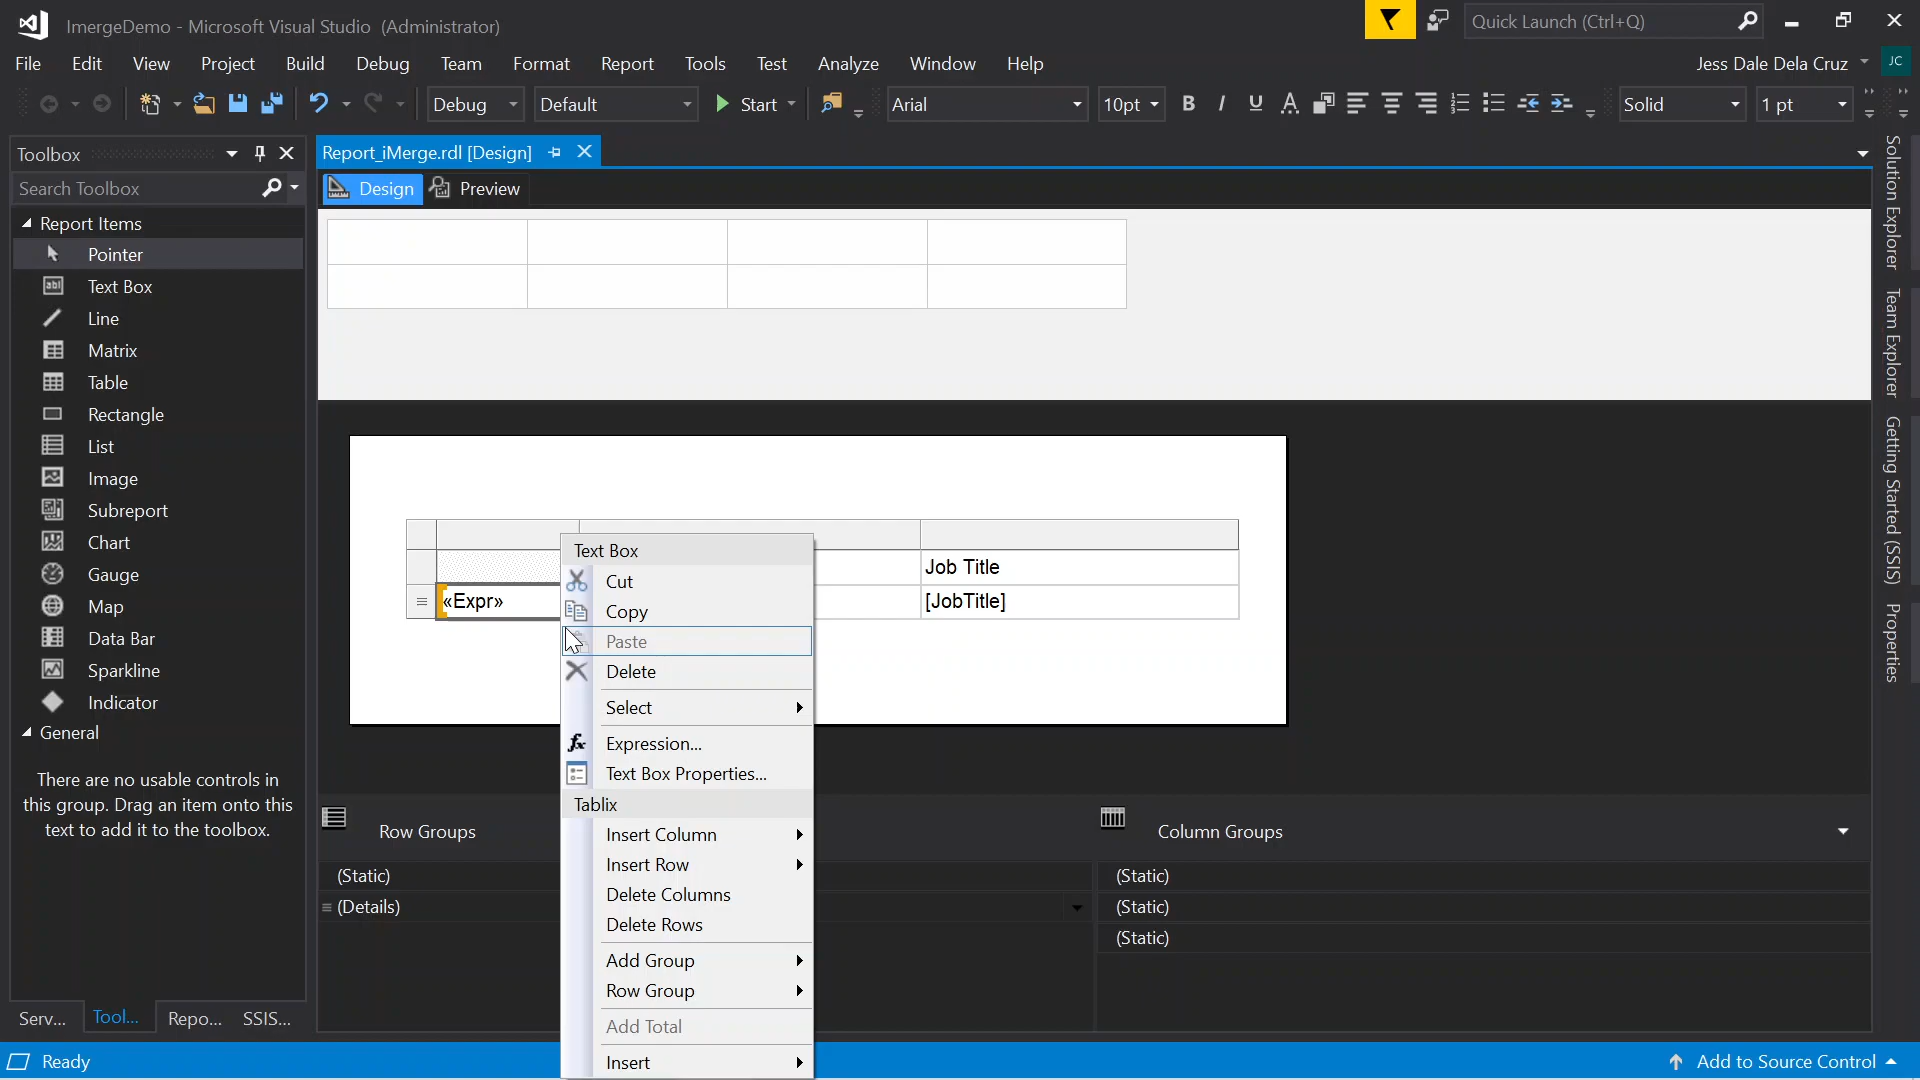 ImergeDemo - Microsoft Visual Studio (Administrator)
Quick Launch (Ctrl+Q)
File Edit View Project Build Debug Team Format Report Tools Test Analyze Window Help
Jess Dale Dela Cruz
JC
Debug
Default
Start
Arial
10pt
B I U A
Solid
1 pt
Toolbox
Search Toolbox
Report Items
Pointer
Text Box
Line
Matrix
Table
Rectangle
List
Image
Subreport
Chart
Gauge
Map
Data Bar
Sparkline
Indicator
General
There are no usable controls in
this group. Drag an item onto this
text to add it to the toolbox.
Serv...
Tool...
Repo...
SSIS...
Report_iMerge.rdl [Design]
Design
Preview
Job Title
«Expr»
[JobTitle]
Text Box
Cut
Copy
Paste
Delete
Select
fx Expression...
Text Box Properties...
Tablix
Insert Column
Insert Row
Delete Columns
Delete Rows
Add Group
Row Group
Add Total
Insert
Row Groups
(Static)
(Details)
Column Groups
(Static)
(Static)
(Static)
Solution Explorer
Team Explorer
Getting Started (SSIS)
Properties
Ready
Add to Source Control